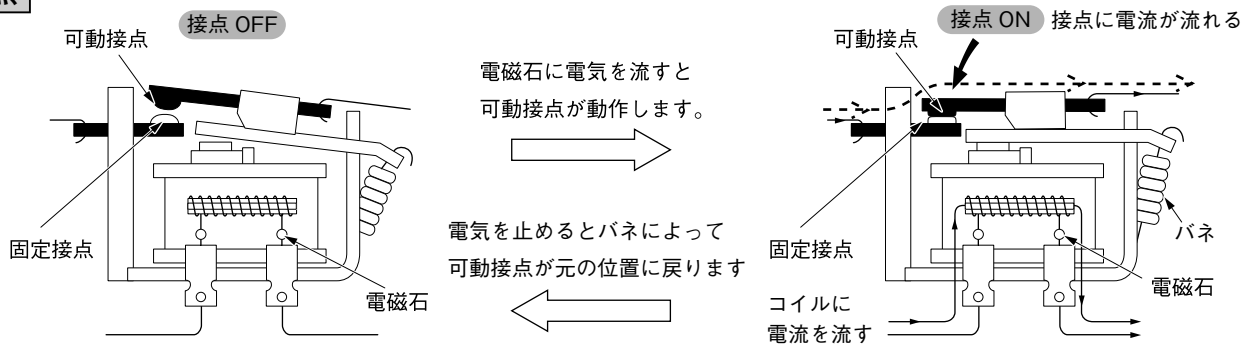 接点 OFF
可動接点
固定接点
電磁石
電磁石に電気を流すと
可動接点が動作します。
電気を止めるとバネによって
可動接点が元の位置に戻ります
接点 ON 接点に電流が流れる
可動接点
固定接点
バネ
電磁石
コイルに
電流を流す